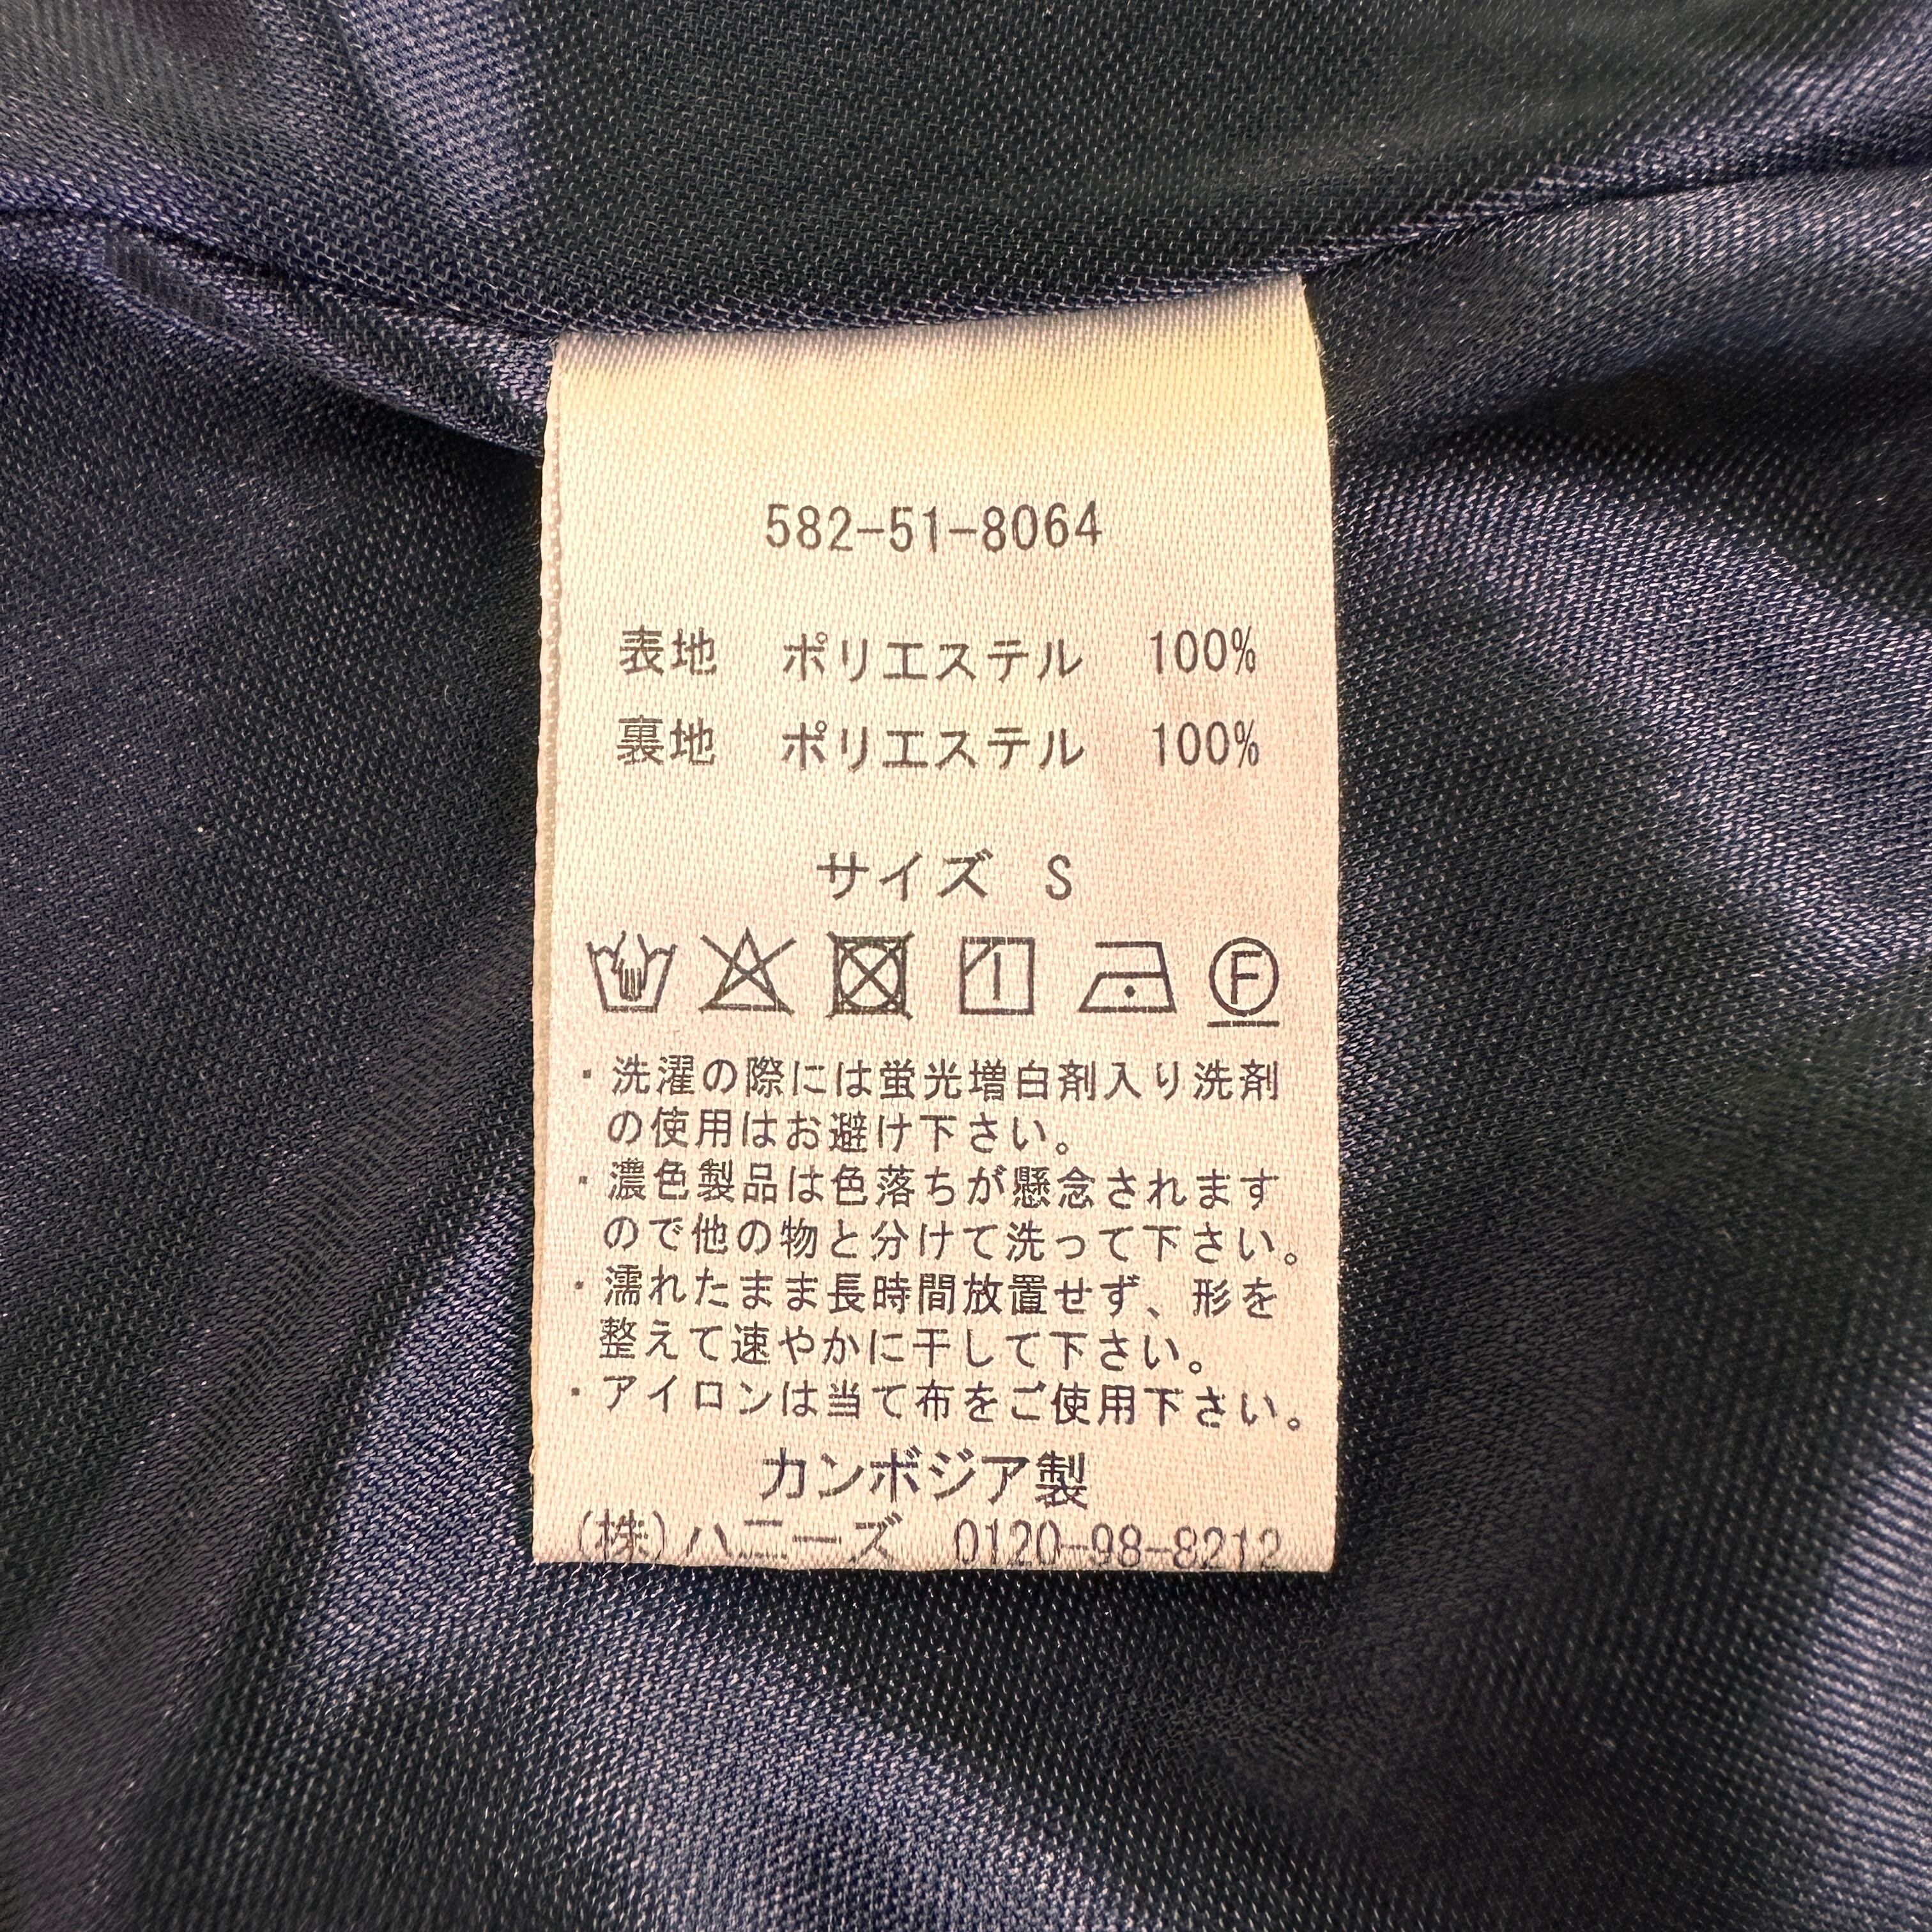 582-51-8064
表地 ポリエステル 100%
裏地 ポリエステル 100%
サイズ S
F
・洗濯の際には蛍光増白剤入り洗剤
の使用はお避け下さい。
・濃色製品は色落ちが懸念されます
ので他の物と分けて洗って下さい。
・濡れたまま長時間放置せず、形を
整えて速やかに干して下さい。
・アイロンは当て布をご使用下さい。
カンボジア製
(株)ハニーズ 0120-98-8212